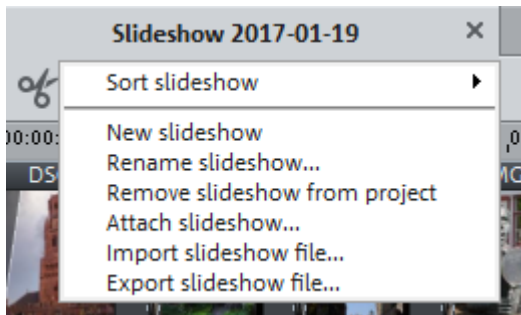 Slideshow 2017-01-19
Sort slideshow
New slideshow
Rename slideshow...
Remove slideshow from project
Attach slideshow...
Import slideshow file...
Export slideshow file...